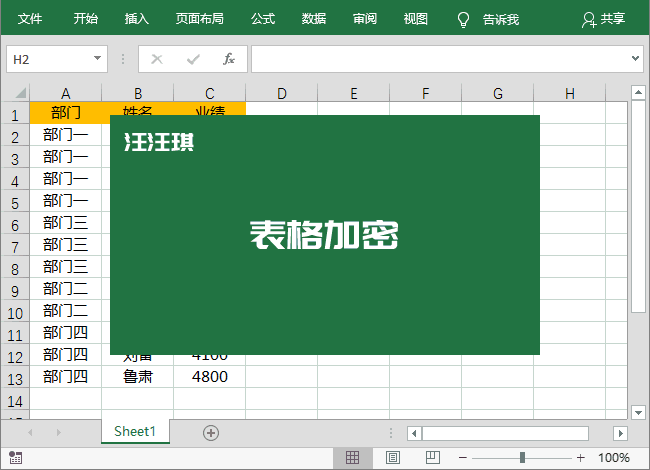 文件 开始 插入 页面布局 公式 数据 审阅 视图 告诉我 共享
H2 fx
A B C D E F G H
1 部门 姓名 业绩
2 部门一
汪汪琪
3 部门一
4 部门一
5 部门一
6 部门三
表格加密
7 部门三
8 部门三
9 部门二
10 部门二
11 部门四
12 部门四 刘备 4100
13 部门四 鲁肃 4800
14
Sheet1
100%